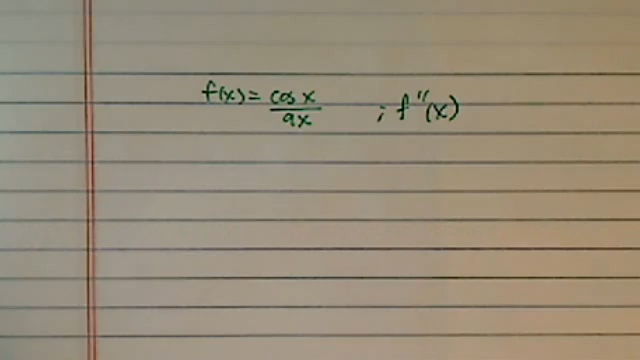 f(x) = cos x / 9x ; f''(x)